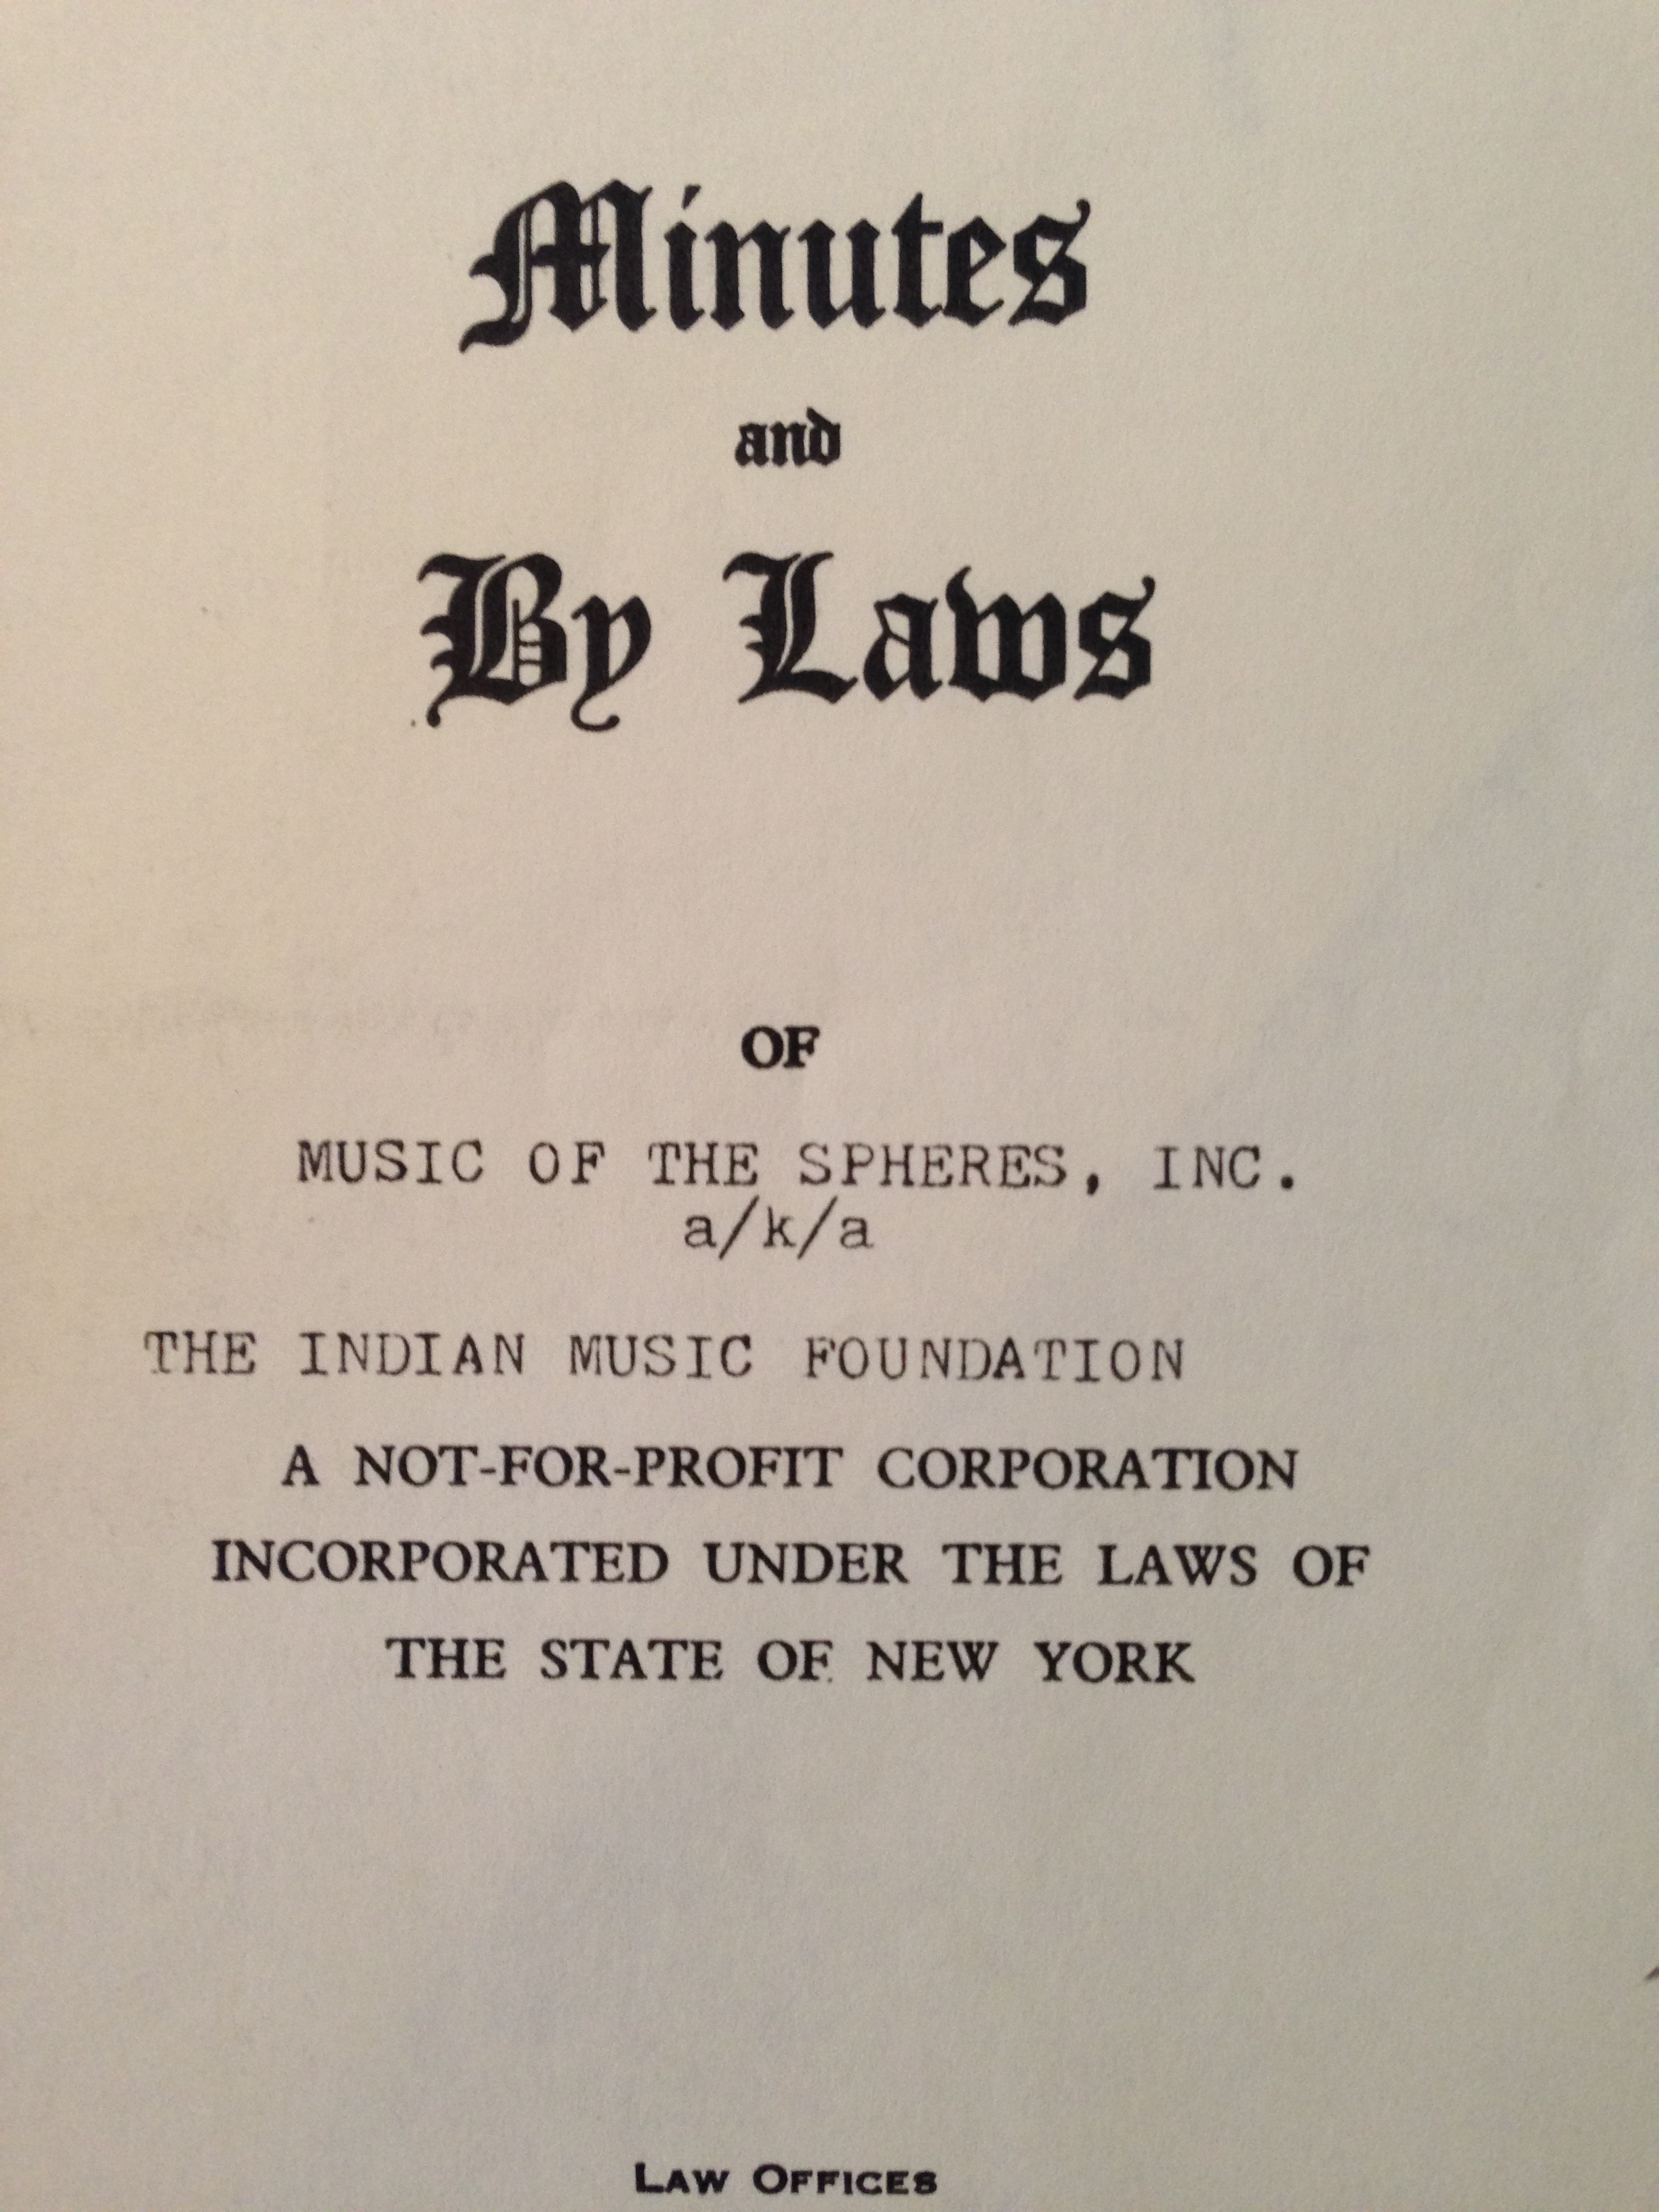 Minutes
and
By Laws
OF
MUSIC OF THE SPHERES, INC.
a/k/a
THE INDIAN MUSIC FOUNDATION
A NOT-FOR-PROFIT CORPORATION
INCORPORATED UNDER THE LAWS OF
THE STATE OF NEW YORK
LAW OFFICES